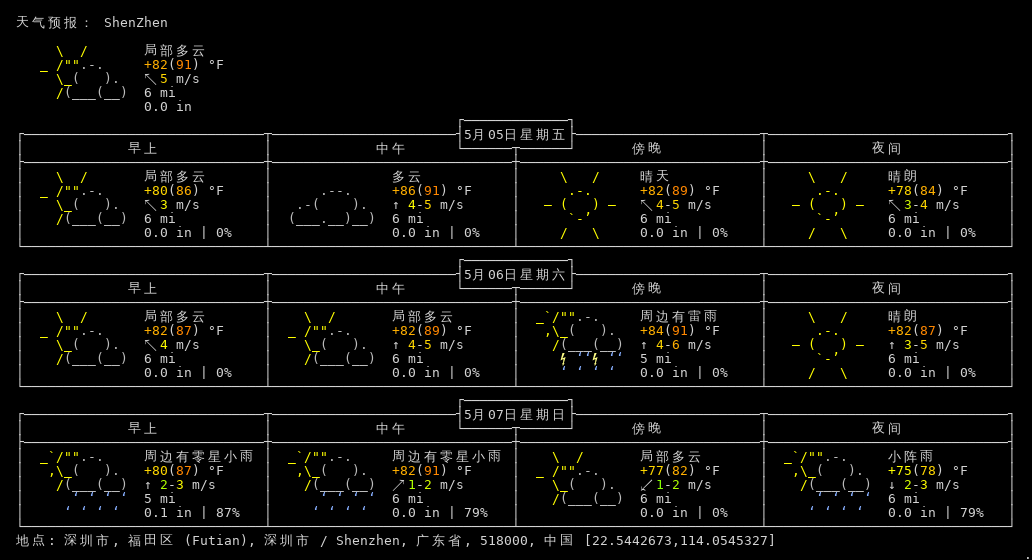 天气预报: ShenZhen
局部多云
+82(91) °F
↖5 m/s
6 mi
0.0 in
5月05日星期五
早上 中午 傍晚 夜间
局部多云 多云 晴天 晴朗
+80(86) °F +86(91) °F +82(89) °F +78(84) °F
↖3 m/s ↑ 4-5 m/s ↖4-5 m/s ↖3-4 m/s
6 mi 6 mi 6 mi 6 mi
0.0 in | 0% 0.0 in | 0% 0.0 in | 0% 0.0 in | 0%
5月06日星期六
早上 中午 傍晚 夜间
局部多云 局部多云 周边有雷雨 晴朗
+82(87) °F +82(89) °F +84(91) °F +82(87) °F
↖4 m/s ↑ 4-5 m/s ↑ 4-6 m/s ↑ 3-5 m/s
6 mi 6 mi 5 mi 6 mi
0.0 in | 0% 0.0 in | 0% 0.0 in | 0% 0.0 in | 0%
5月07日星期日
早上 中午 傍晚 夜间
周边有零星小雨 周边有零星小雨 局部多云 小阵雨
+80(87) °F +82(91) °F +77(82) °F +75(78) °F
↑ 2-3 m/s ↗1-2 m/s ↙1-2 m/s ↓ 2-3 m/s
5 mi 6 mi 6 mi 6 mi
0.1 in | 87% 0.0 in | 79% 0.0 in | 0% 0.0 in | 79%
地点: 深圳市, 福田区 (Futian), 深圳市 / Shenzhen, 广东省, 518000, 中国 [22.5442673,114.0545327]